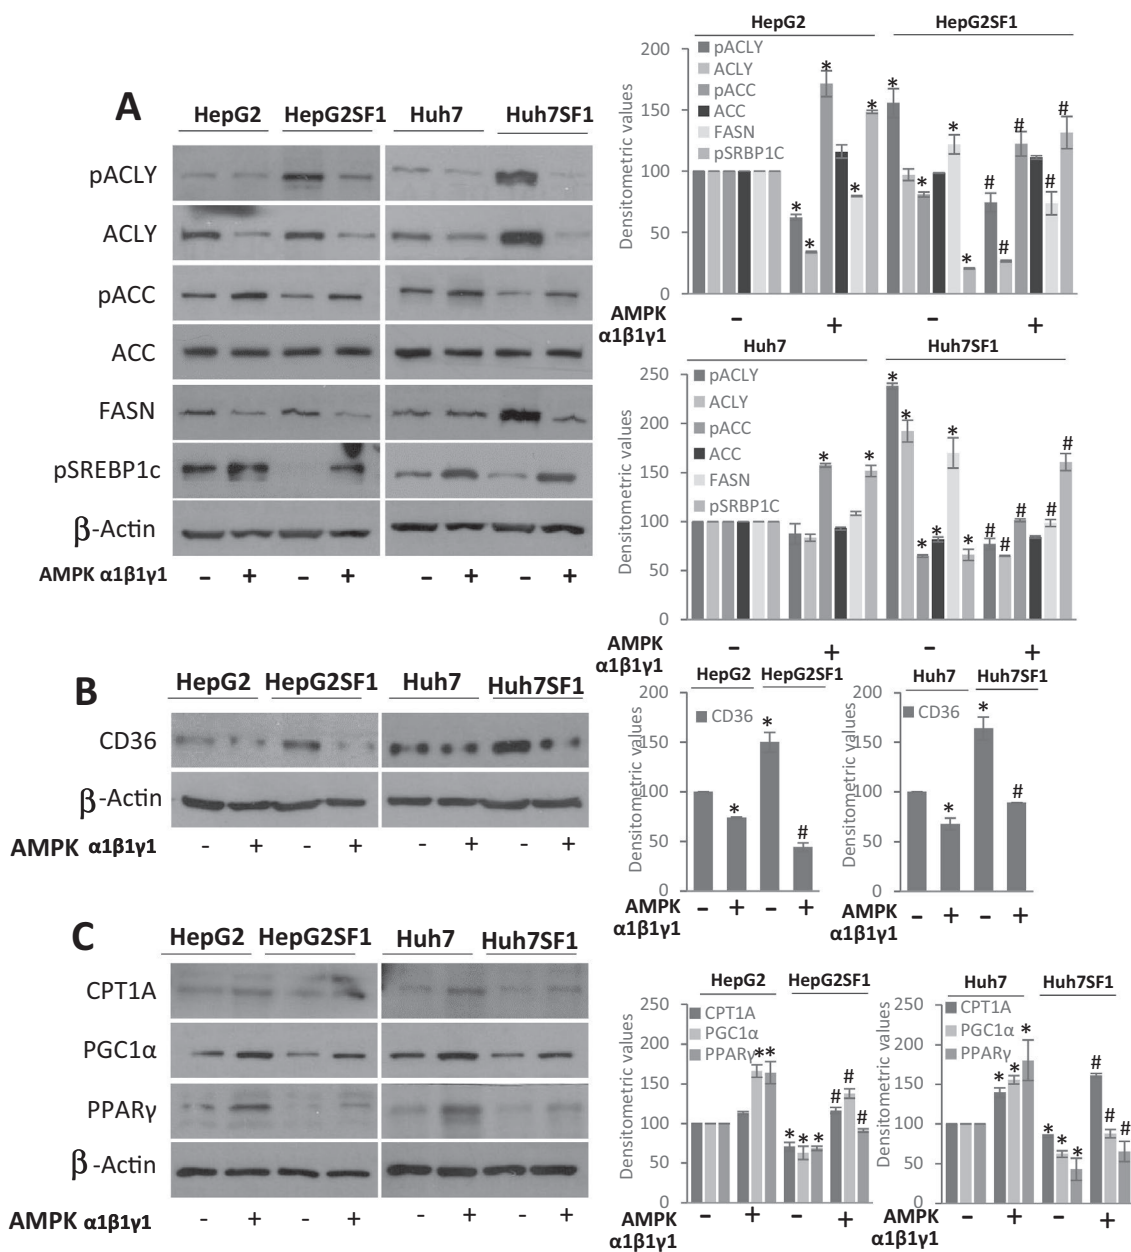 A
HepG2 HepG2SF1 Huh7 Huh7SF1
pACLY
ACLY
pACC
ACC
FASN
pSREBP1c
β-Actin
AMPK α1β1γ1 – + – + – + – +
HepG2 HepG2SF1
Densitometric values
200
150
100
50
0
pACLY
ACLY
pACC
ACC
FASN
pSRBP1C
* * * * * * * * * # # # # #
AMPK
α1β1γ1 – + – +
Huh7 Huh7SF1
Densitometric values
250
200
150
100
50
0
pACLY
ACLY
pACC
ACC
FASN
pSRBP1C
* * * * * * * * # # # # #
AMPK
α1β1γ1 – + – +
B
HepG2 HepG2SF1 Huh7 Huh7SF1
CD36
β-Actin
AMPK α1β1γ1 - + - + - + - +
HepG2 HepG2SF1
Densitometric values
200
150
100
50
0
CD36
* * #
AMPK
α1β1γ1 – + – +
Huh7 Huh7SF1
Densitometric values
200
150
100
50
0
CD36
* * #
AMPK
α1β1γ1 – + – +
C
HepG2 HepG2SF1 Huh7 Huh7SF1
CPT1A
PGC1α
PPARγ
β-Actin
AMPK α1β1γ1 - + - + - + - +
HepG2 HepG2SF1
Densitometric values
250
200
150
100
50
0
CPT1A
PGC1α
PPARγ
* * * * * # # #
AMPK
α1β1γ1 – + – +
Huh7 Huh7SF1
Densitometric values
250
200
150
100
50
0
CPT1A
PGC1α
PPARγ
* * * * * * # # #
AMPK
α1β1γ1 – + – +